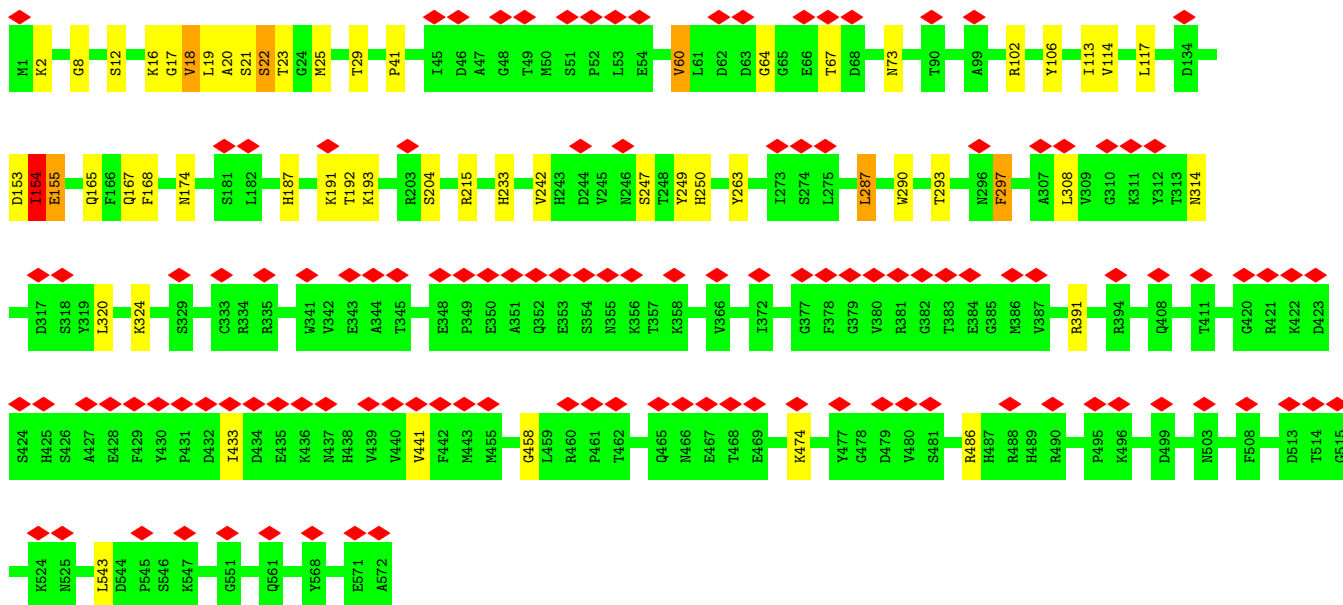 M1 K2 G8 S12 K16 G17 V18 L19 A20 S21 S22 T23 G24 M25 T29 P41 I45 D46 A47 G48 T49 M50 S51 P52 L53 E54 V60 L61 D62 D63 G64 G65 E66 T67 D68 N73 T90 A99 R102 Y106 I113 V114 L117 D134
D153 I154 E155 Q165 F166 Q167 F168 N174 S181 L182 H187 K191 T192 K193 R203 S204 R215 H233 V242 H243 D244 V245 N246 S247 T248 Y249 H250 Y263 I273 S274 L275 L287 W290 T293 N296 F297 A307 L308 V309 G310 K311 Y312 T313 N314
D317 S318 Y319 L320 K324 S329 C333 R334 R335 W341 V342 E343 A344 T345 E348 P349 E350 A351 Q352 E353 S354 N355 K356 T357 K358 V366 I372 G377 F378 G379 V380 R381 G382 T383 E384 G385 M386 V387 R391 R394 Q408 T411 G420 R421 K422 D423
S424 H425 S426 A427 E428 F429 Y430 P431 D432 I433 D434 E435 K436 N437 H438 V439 V440 V441 F442 M443 M455 G458 L459 R460 P461 T462 Q465 N466 E467 T468 E469 K474 Y477 G478 D479 V480 S481 R486 H487 R488 H489 R490 P495 K496 D499 N503 F508 D513 T514 G515
K524 N525 L543 D544 P545 S546 K547 G551 Q561 Y568 E571 A572